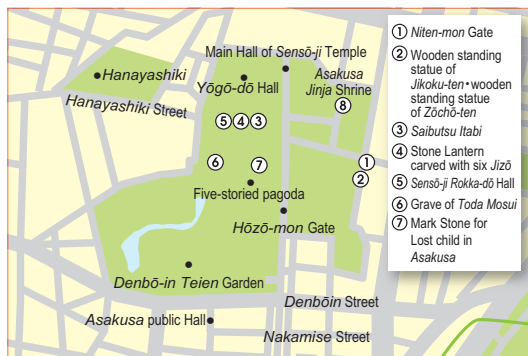 Main Hall of Sensō-ji Temple
Hanayashiki
Yōgō-dō Hall
Asakusa
Jinja Shrine
Hanayashiki Street
8
5 4 3
6
7
1
2
Five-storied pagoda
Hōzō-mon Gate
Denbō-in Teien Garden
Denbōin Street
Asakusa public Hall
Nakamise Street
1 Niten-mon Gate
2 Wooden standing
statue of
Jikoku-ten・wooden
standing statue
of Zōchō-ten
3 Saibutsu Itabi
4 Stone Lantern
carved with six Jizō
5 Sensō-ji Rokka-dō Hall
6 Grave of Toda Mosui
7 Mark Stone for
Lost child in
Asakusa